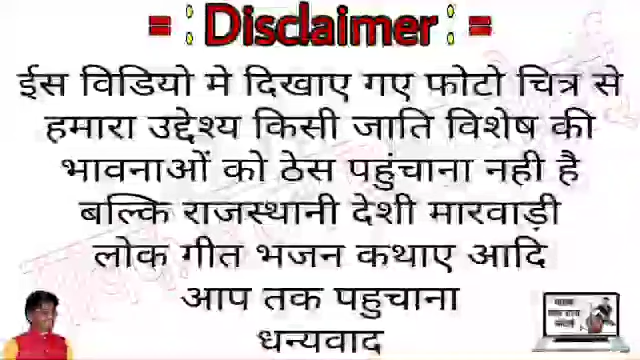 = : Disclaimer : =
ईस विडियो मे दिखाए गए फोटो चित्र से
हमारा उद्देश्य किसी जाति विशेष की
भावनाओं को ठेस पहुंचाना नही है
बल्कि राजस्थानी देशी मारवाड़ी
लोक गीत भजन कथाए आदि
आप तक पहुचाना
धन्यवाद